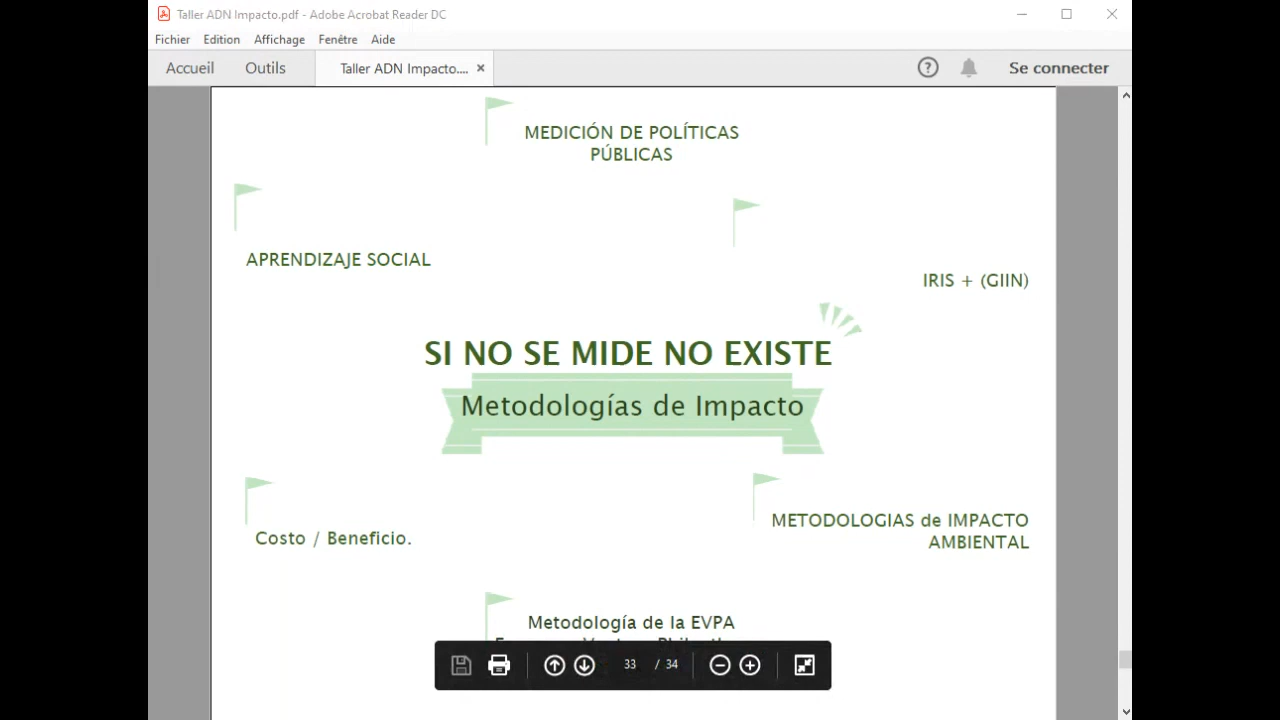 Taller ADN Impacto.pdf - Adobe Acrobat Reader DC
Fichier Edition Affichage Fenêtre Aide
Accueil Outils Taller ADN Impacto.... × Se connecter
MEDICIÓN DE POLÍTICAS
PÚBLICAS
APRENDIZAJE SOCIAL
IRIS + (GIIN)
SI NO SE MIDE NO EXISTE
Metodologías de Impacto
Costo / Beneficio.
METODOLOGIAS de IMPACTO
AMBIENTAL
Metodología de la EVPA
33 / 34